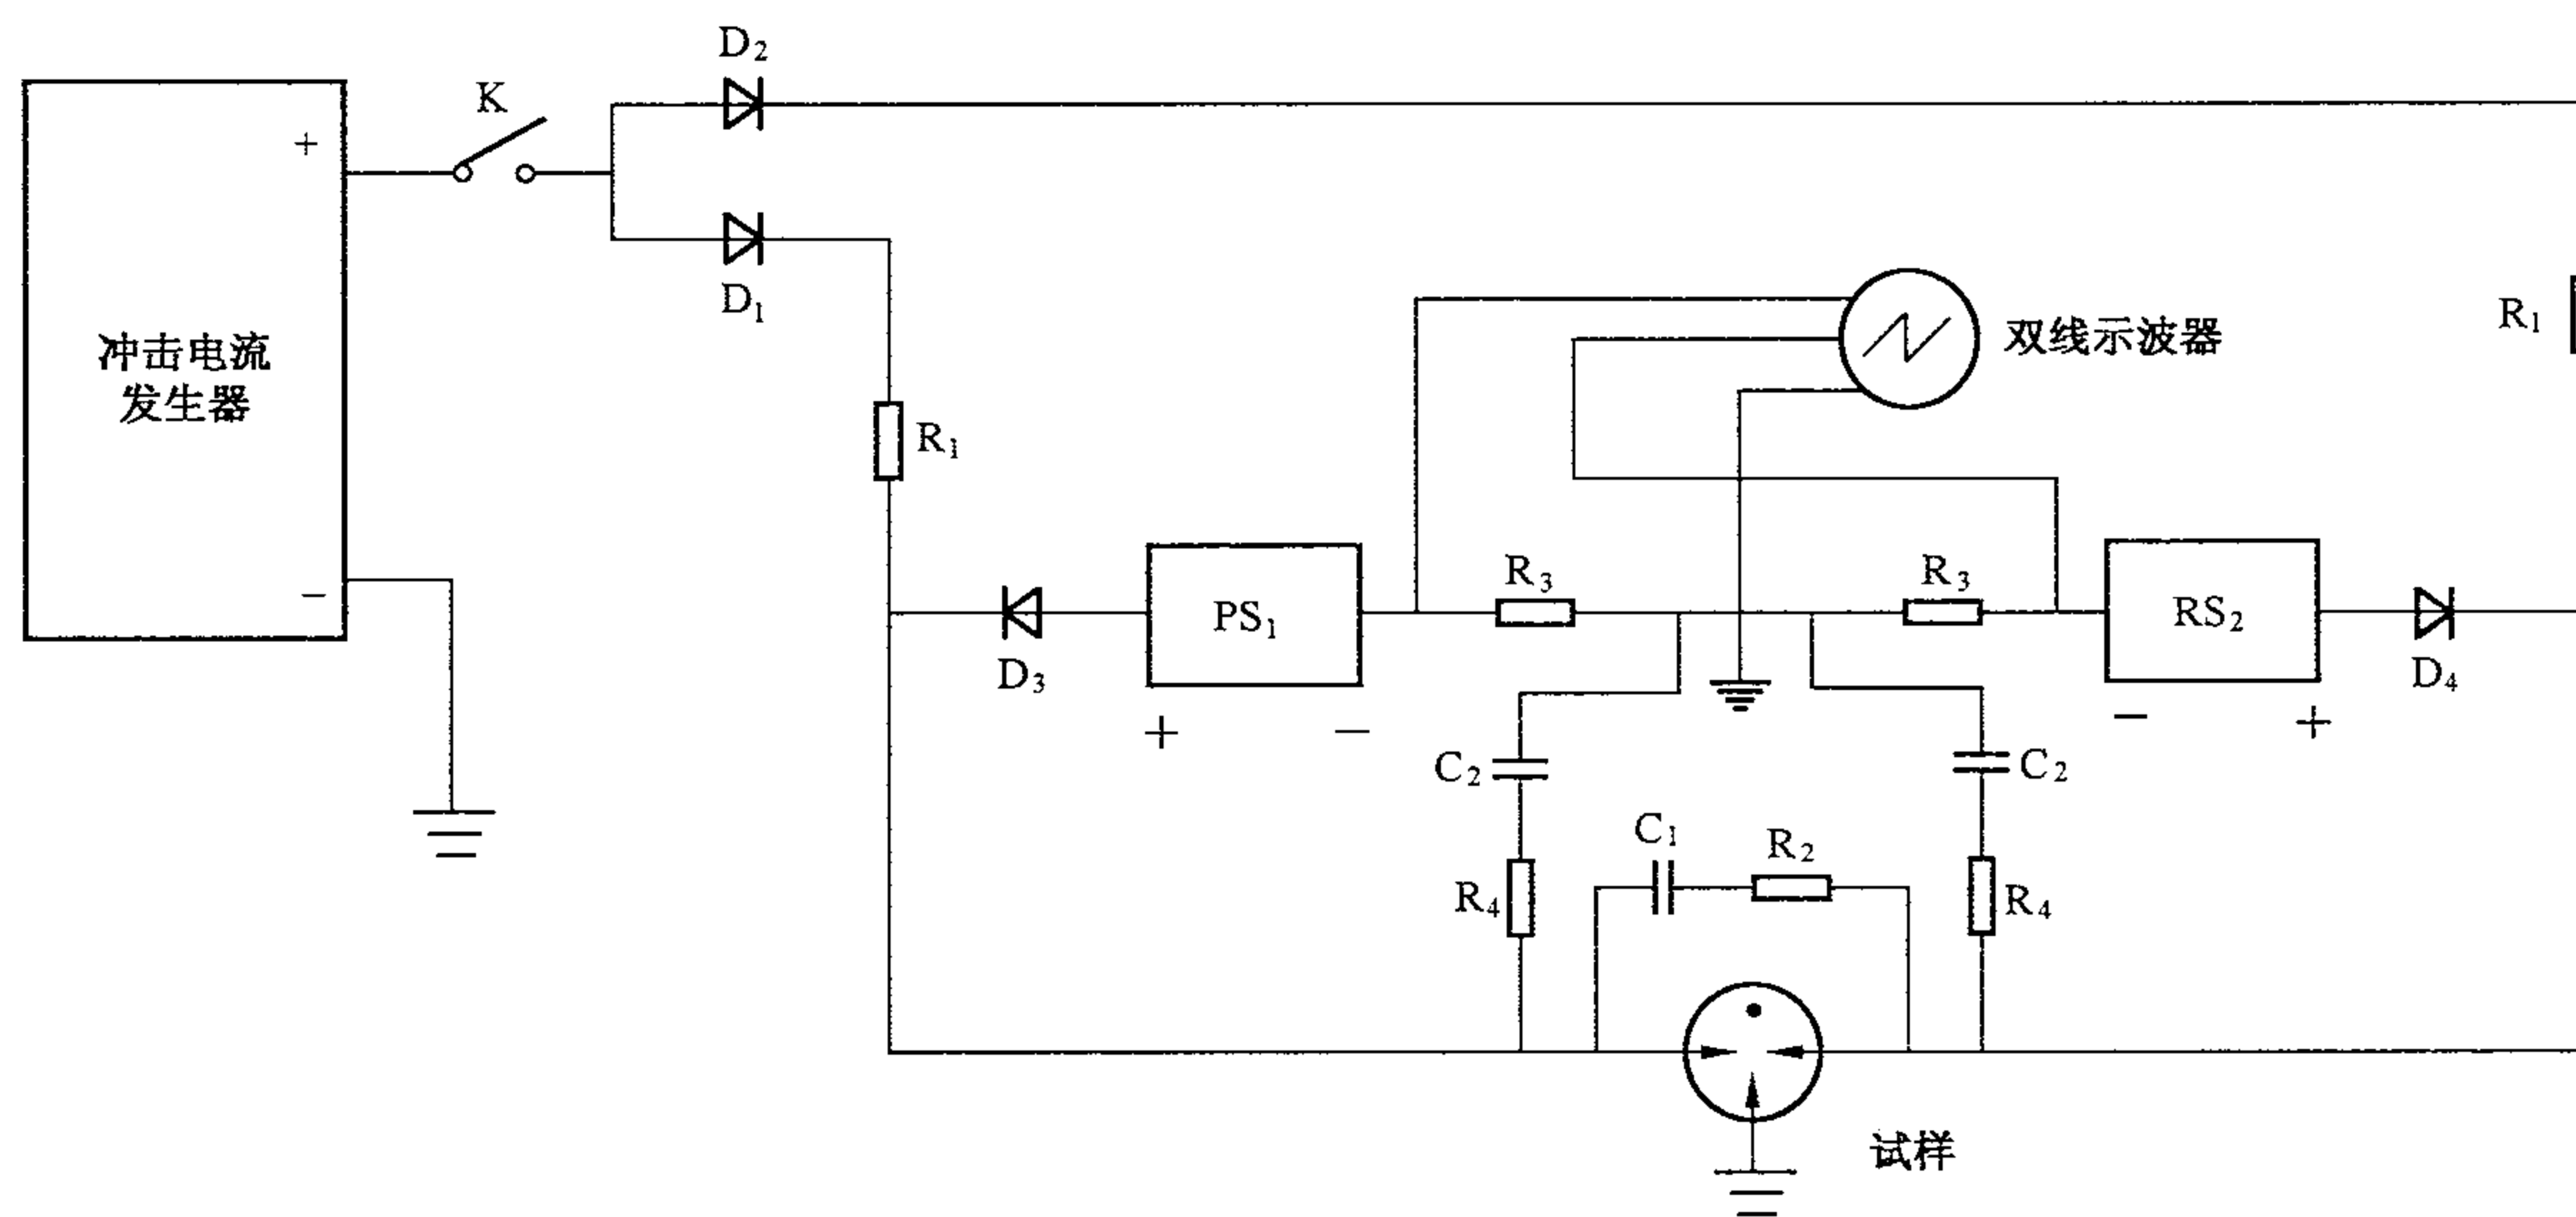 D₂
K
+
D₁
冲击电流
发生器
R₁
双线示波器
R₁
−
PS₁
R₃
R₃
RS₂
D₃
+
−
−
+
D₄
C₂
C₂
C₁
R₂
R₄
R₄
试样